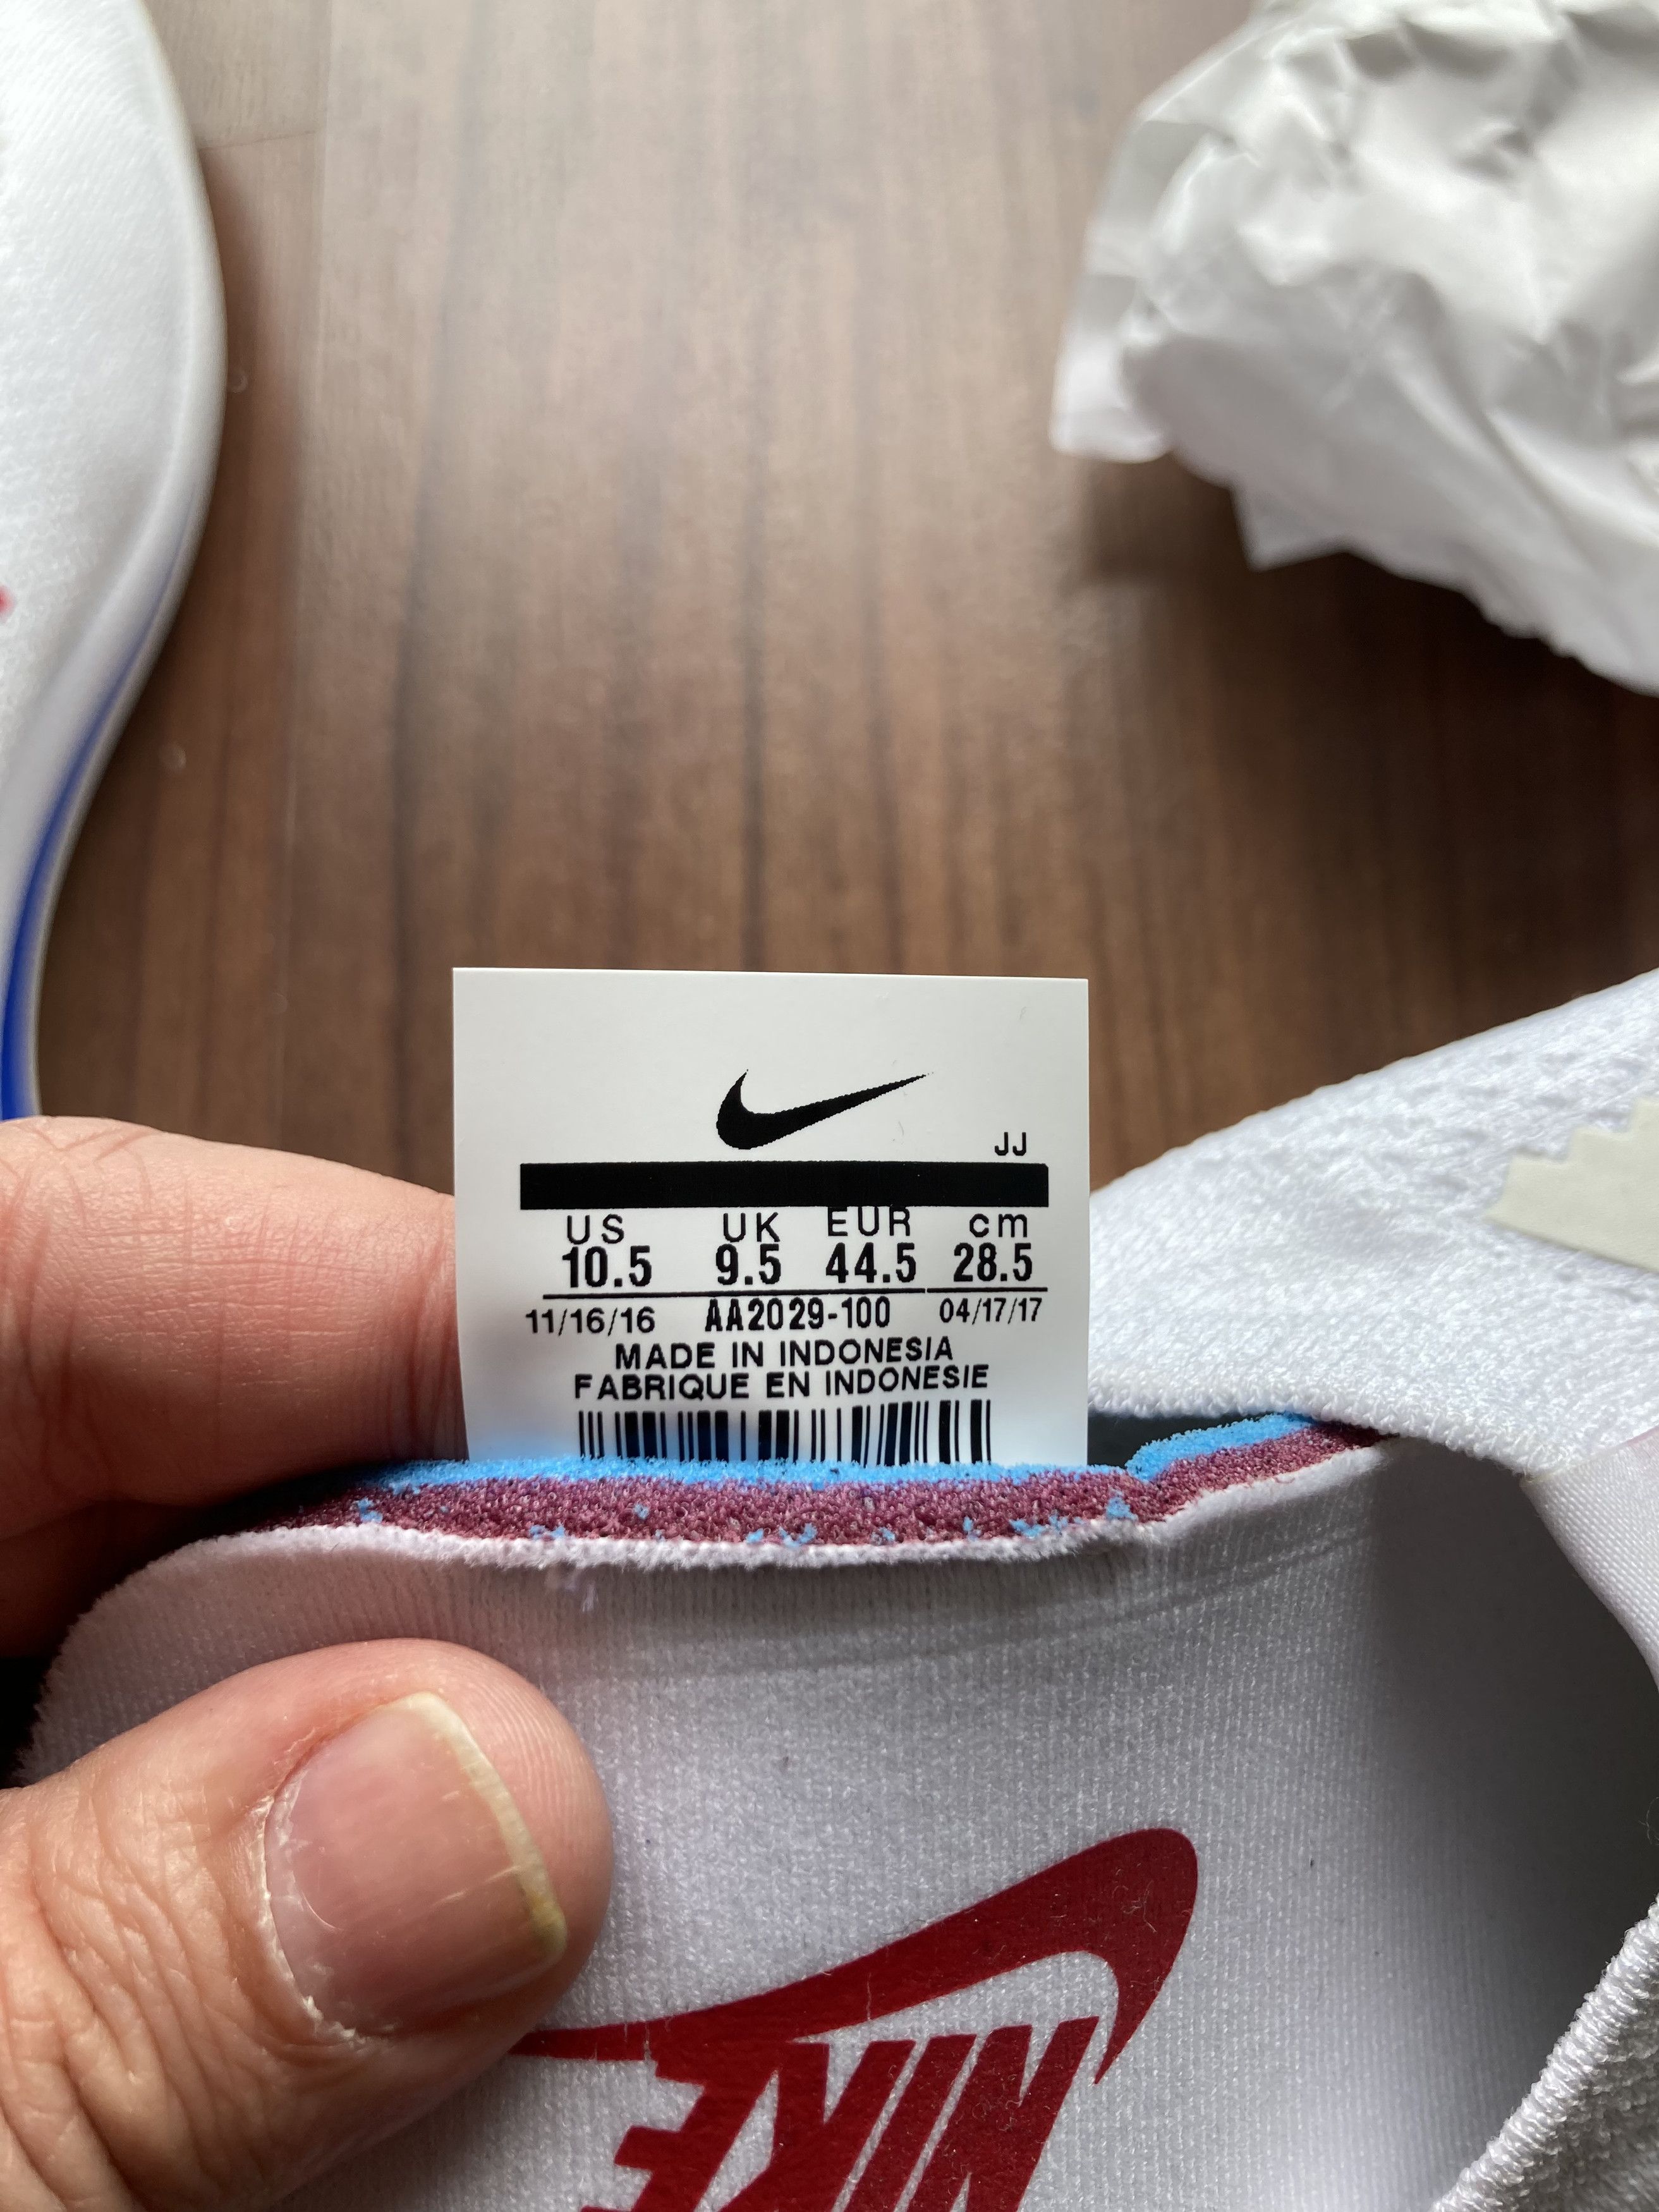 JJ
US UK EUR cm
10.5 9.5 44.5 28.5
11/16/16 AA2029-100 04/17/17
MADE IN INDONESIA
FABRIQUE EN INDONESIE
NIKE